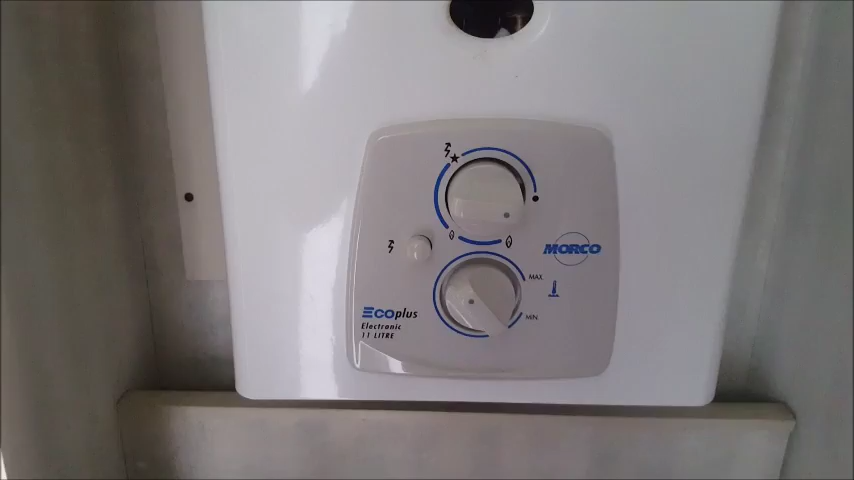 MAX
MORCO
MIN
ECOplus
Electronic
11 LITRE